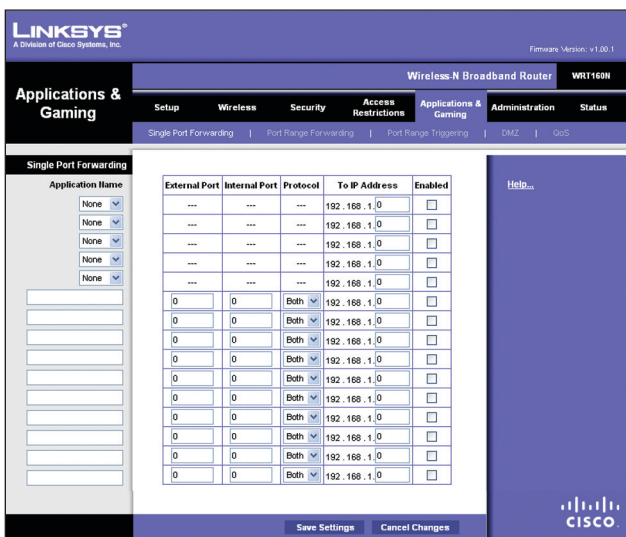 LINKSYS®
A Division of Cisco Systems, Inc.
Firmware Version: v1.00.1
Wireless-N Broadband Router WRT160N
Applications & Gaming
Setup Wireless Security Access Restrictions Applications & Gaming Administration Status
Single Port Forwarding | Port Range Forwarding | Port Range Triggering | DMZ | QoS
Single Port Forwarding
Application Name
External Port Internal Port Protocol To IP Address Enabled
Help...
None --- --- --- 192 . 168 . 1. 0
None --- --- --- 192 . 168 . 1. 0
None --- --- --- 192 . 168 . 1. 0
None --- --- --- 192 . 168 . 1. 0
None --- --- --- 192 . 168 . 1. 0
0 0 Both 192 . 168 . 1. 0
0 0 Both 192 . 168 . 1. 0
0 0 Both 192 . 168 . 1. 0
0 0 Both 192 . 168 . 1. 0
0 0 Both 192 . 168 . 1. 0
0 0 Both 192 . 168 . 1. 0
0 0 Both 192 . 168 . 1. 0
0 0 Both 192 . 168 . 1. 0
0 0 Both 192 . 168 . 1. 0
0 0 Both 192 . 168 . 1. 0
Save Settings Cancel Changes
CISCO.